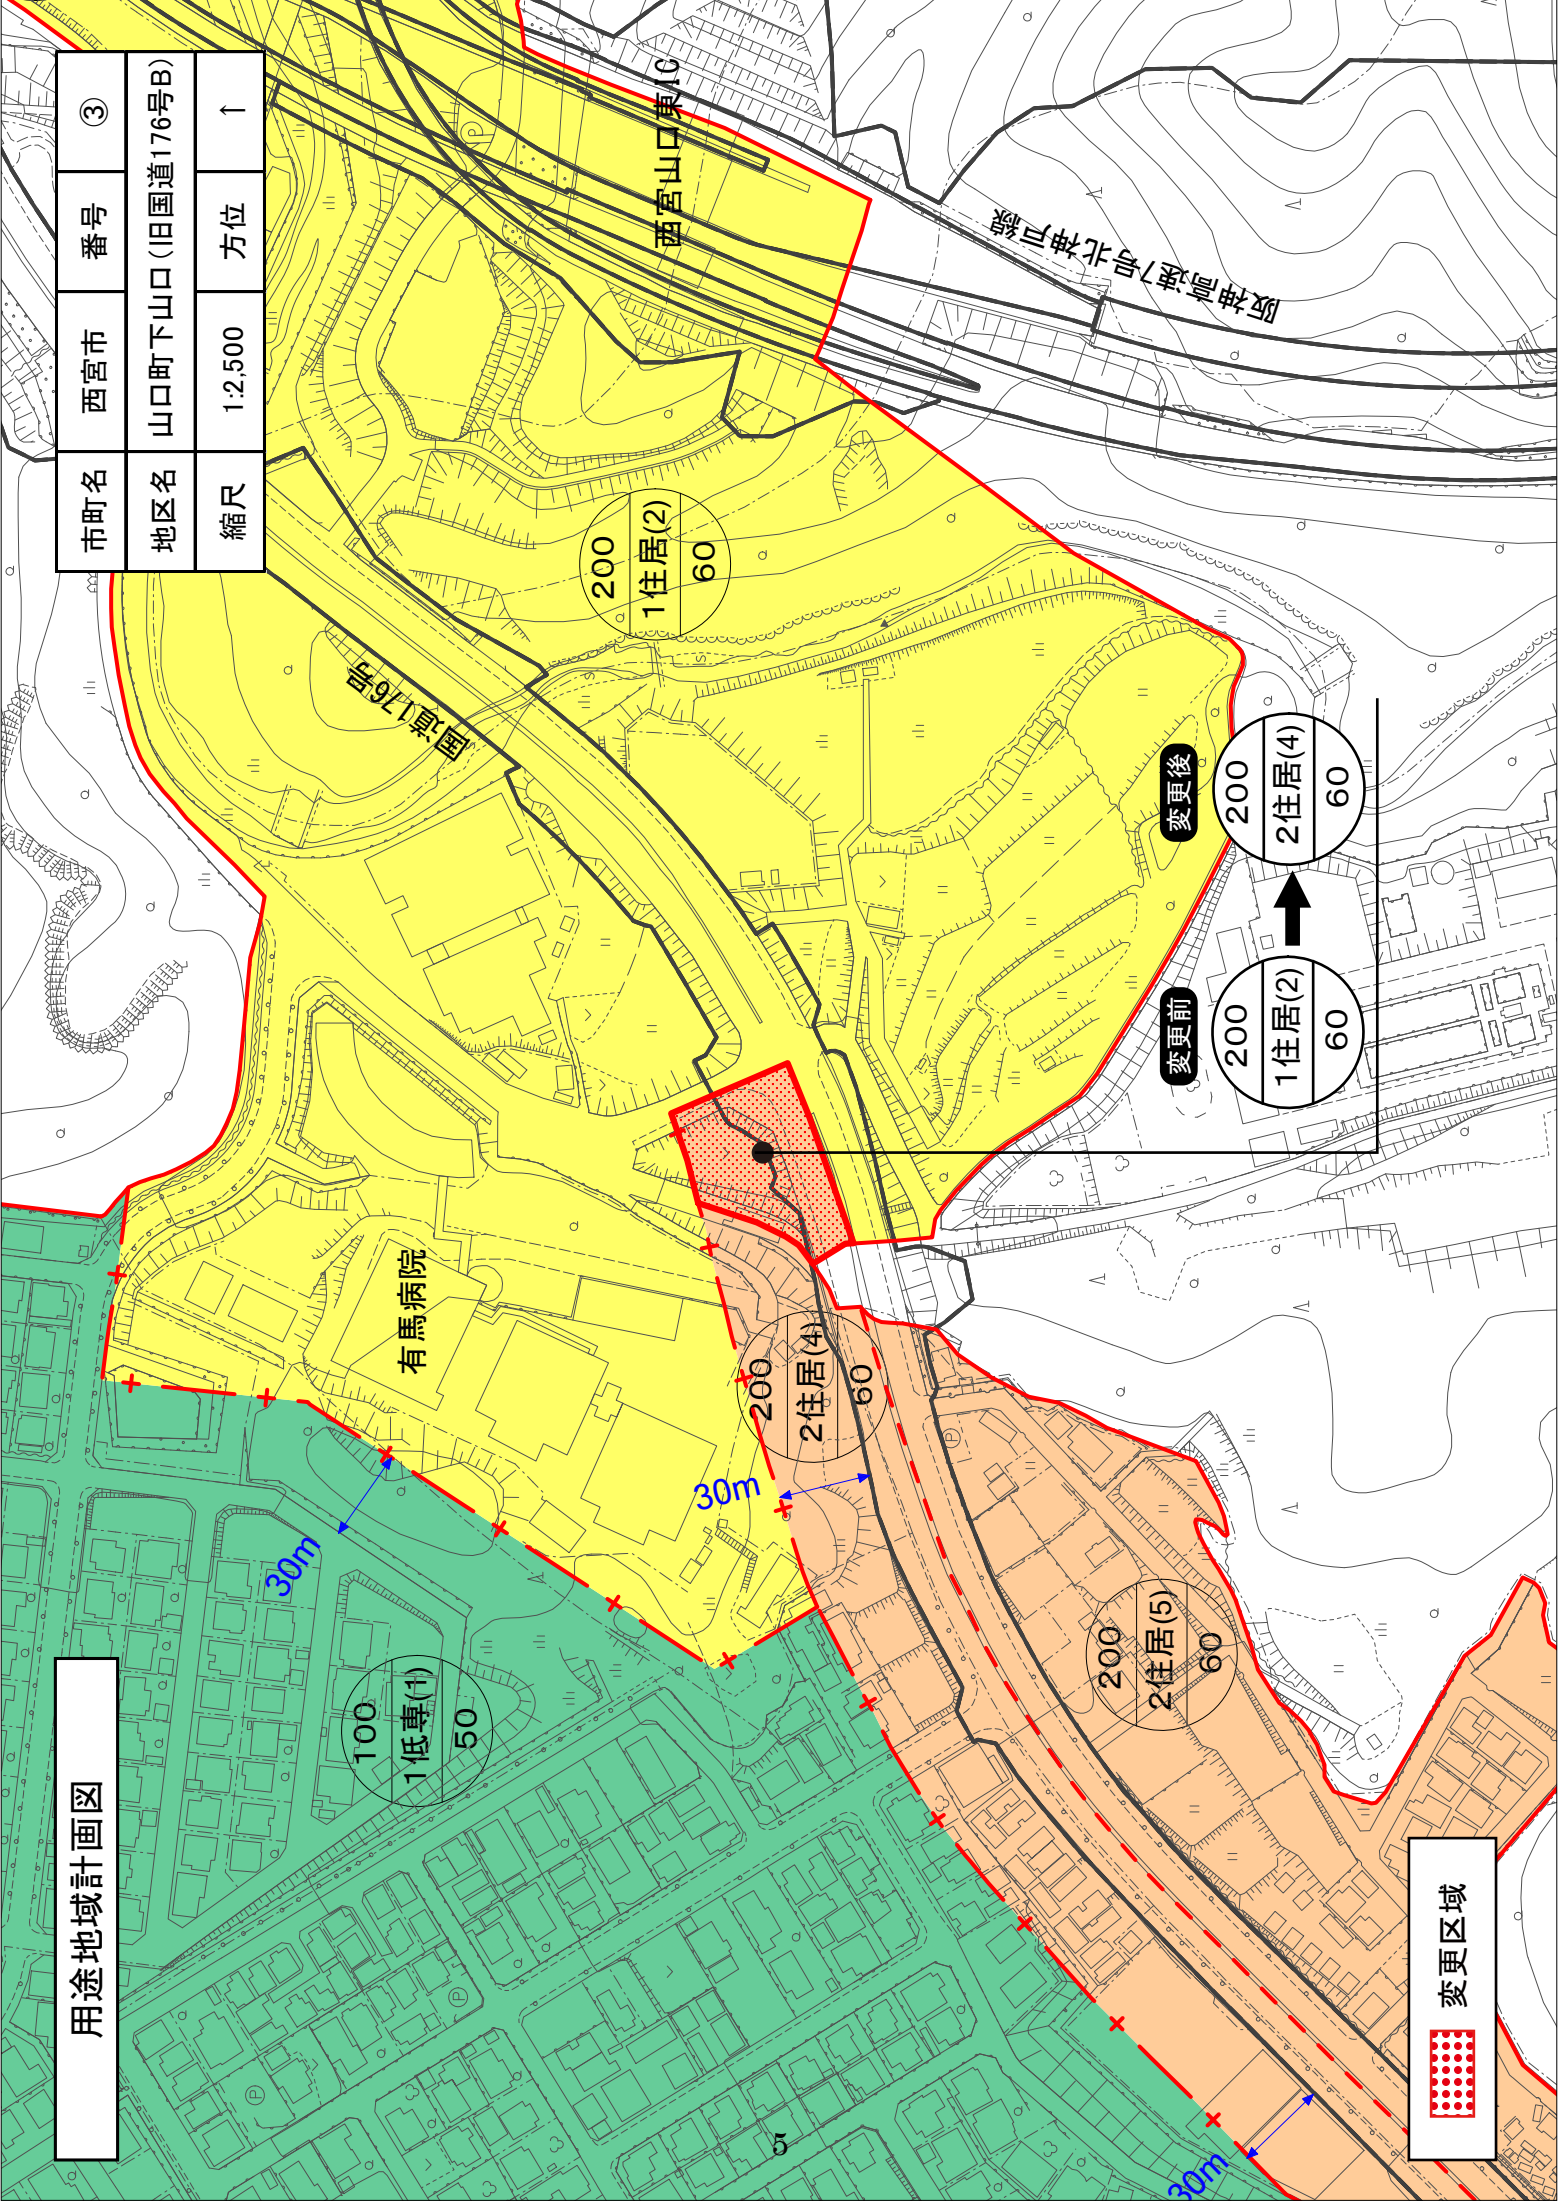 用途地域計画図
市町名 西宮市 番号 ③
地区名 山口町下山口(旧国道176号B)
縮尺 1:2,500 方位 ↑
西宮山口東IC
阪神高速7号北神戸線
国道176号
200
1住居(2)
60
有馬病院
30m
100
1低専(1)
50
30m
200
2住居(4)
60
200
2住居(5)
60
30m
変更前
200
1住居(2)
60
変更後
200
2住居(4)
60
変更区域
5